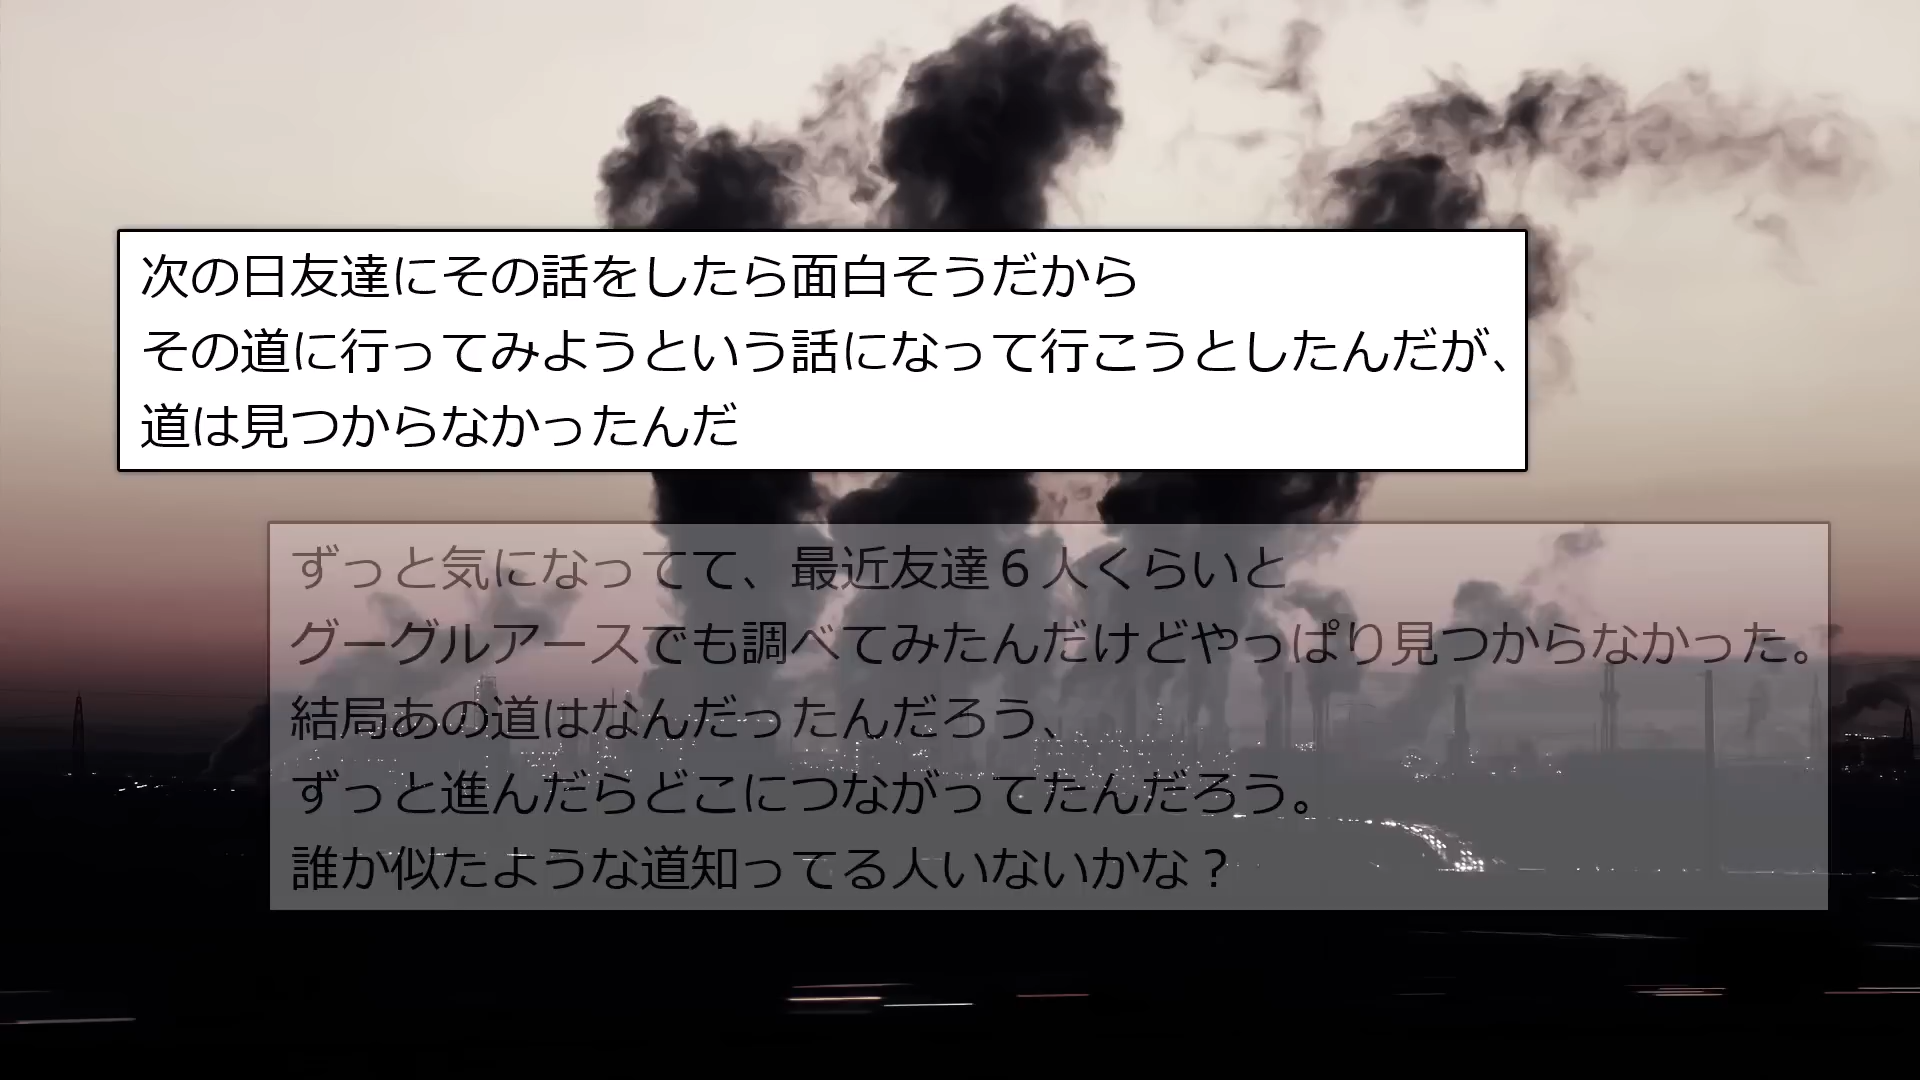 次の日友達にその話をしたら面白そうだから
その道に行ってみようという話になって行こうとしたんだが、
道は見つからなかったんだ
ずっと気になってて、最近友達６人くらいと
グーグルアースでも調べてみたんだけどやっぱり見つからなかった。
結局あの道はなんだったんだろう、
ずっと進んだらどこにつながってたんだろう。
誰か似たような道知ってる人いないかな？